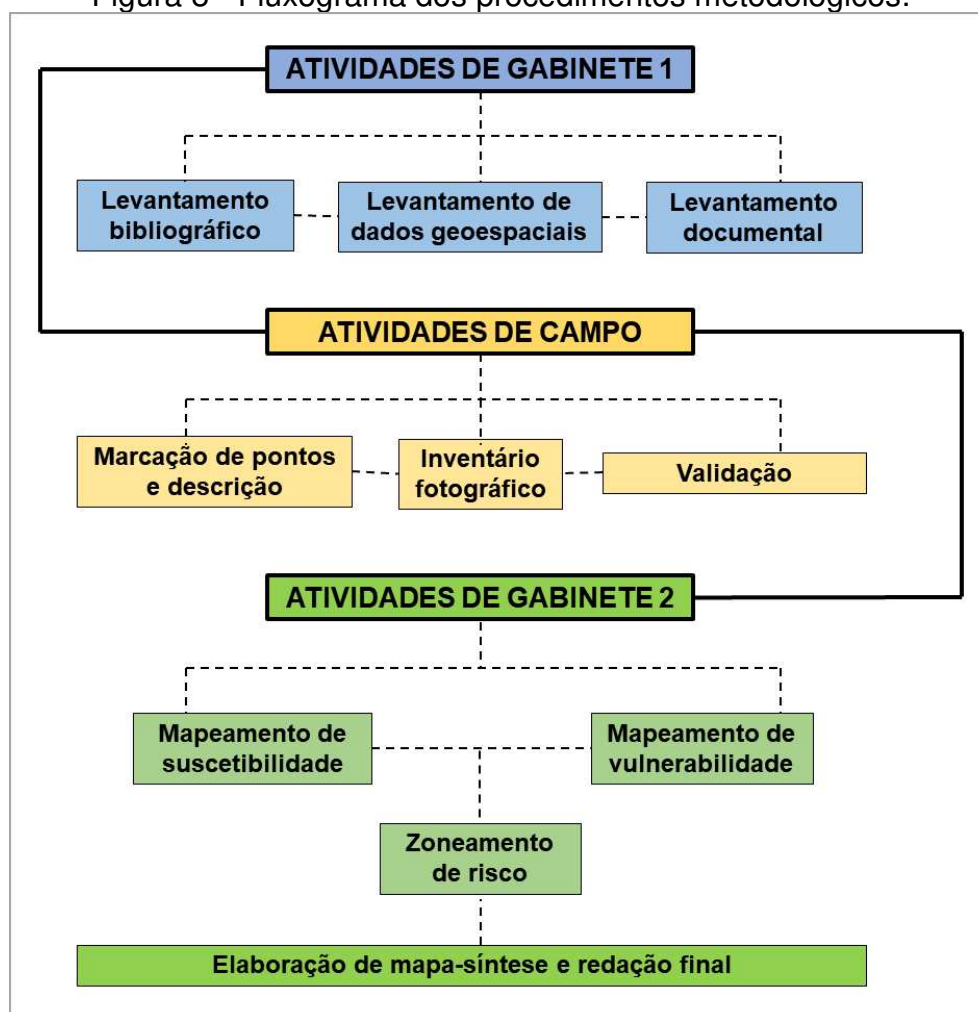 Figura 3 - Fluxograma dos procedimentos metodológicos.
ATIVIDADES DE GABINETE 1
Levantamento
bibliográfico
Levantamento de
dados geoespaciais
Levantamento
documental
ATIVIDADES DE CAMPO
Marcação de pontos
e descrição
Inventário
fotográfico
Validação
ATIVIDADES DE GABINETE 2
Mapeamento de
suscetibilidade
Mapeamento de
vulnerabilidade
Zoneamento
de risco
Elaboração de mapa-síntese e redação final